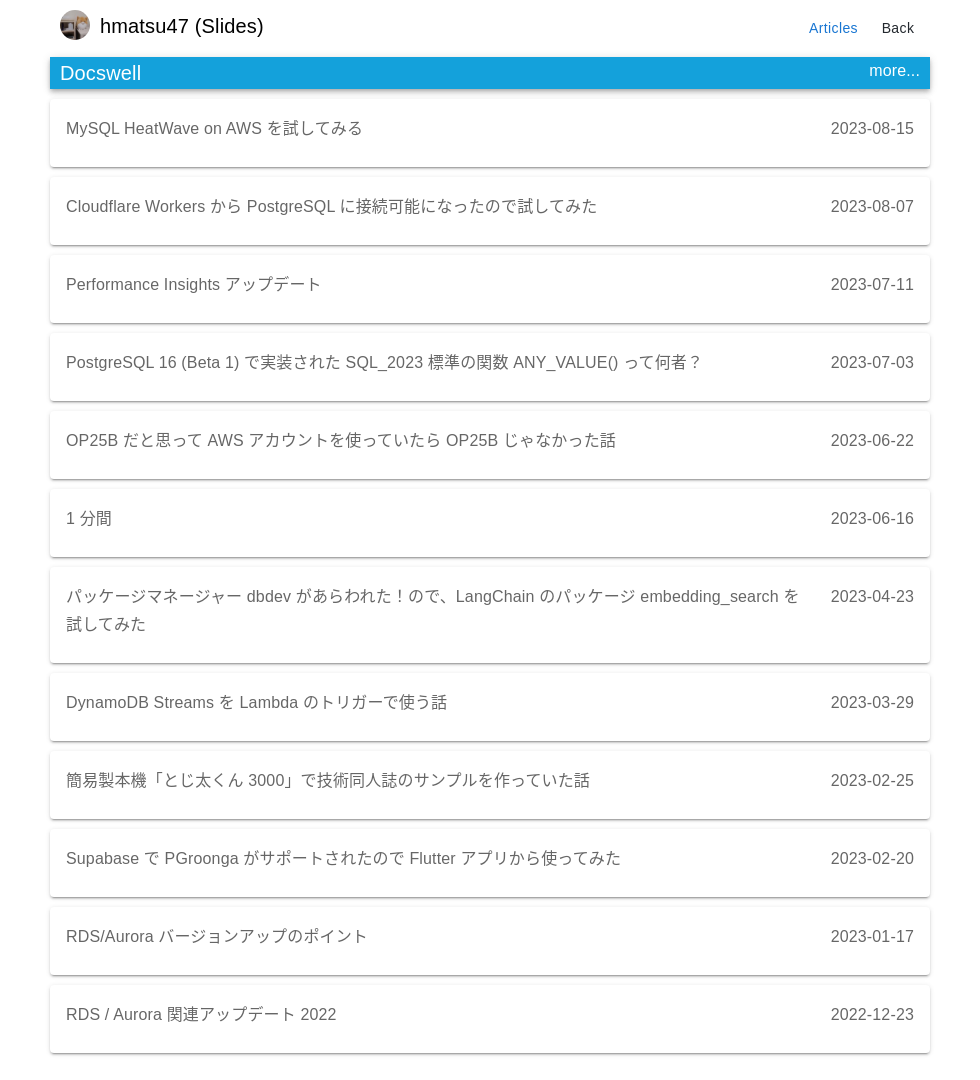 hmatsu47 (Slides)
Articles
Back
Docswell
more...
MySQL HeatWave on AWS を試してみる
2023-08-15
Cloudflare Workers から PostgreSQL に接続可能になったので試してみた
2023-08-07
Performance Insights アップデート
2023-07-11
PostgreSQL 16 (Beta 1) で実装された SQL_2023 標準の関数 ANY_VALUE() って何者？
2023-07-03
OP25B だと思って AWS アカウントを使っていたら OP25B じゃなかった話
2023-06-22
1 分間
2023-06-16
パッケージマネージャー dbdev があらわれた！ので、LangChain のパッケージ embedding_search を
試してみた
2023-04-23
DynamoDB Streams を Lambda のトリガーで使う話
2023-03-29
簡易製本機「とじ太くん 3000」で技術同人誌のサンプルを作っていた話
2023-02-25
Supabase で PGroonga がサポートされたので Flutter アプリから使ってみた
2023-02-20
RDS/Aurora バージョンアップのポイント
2023-01-17
RDS / Aurora 関連アップデート 2022
2022-12-23